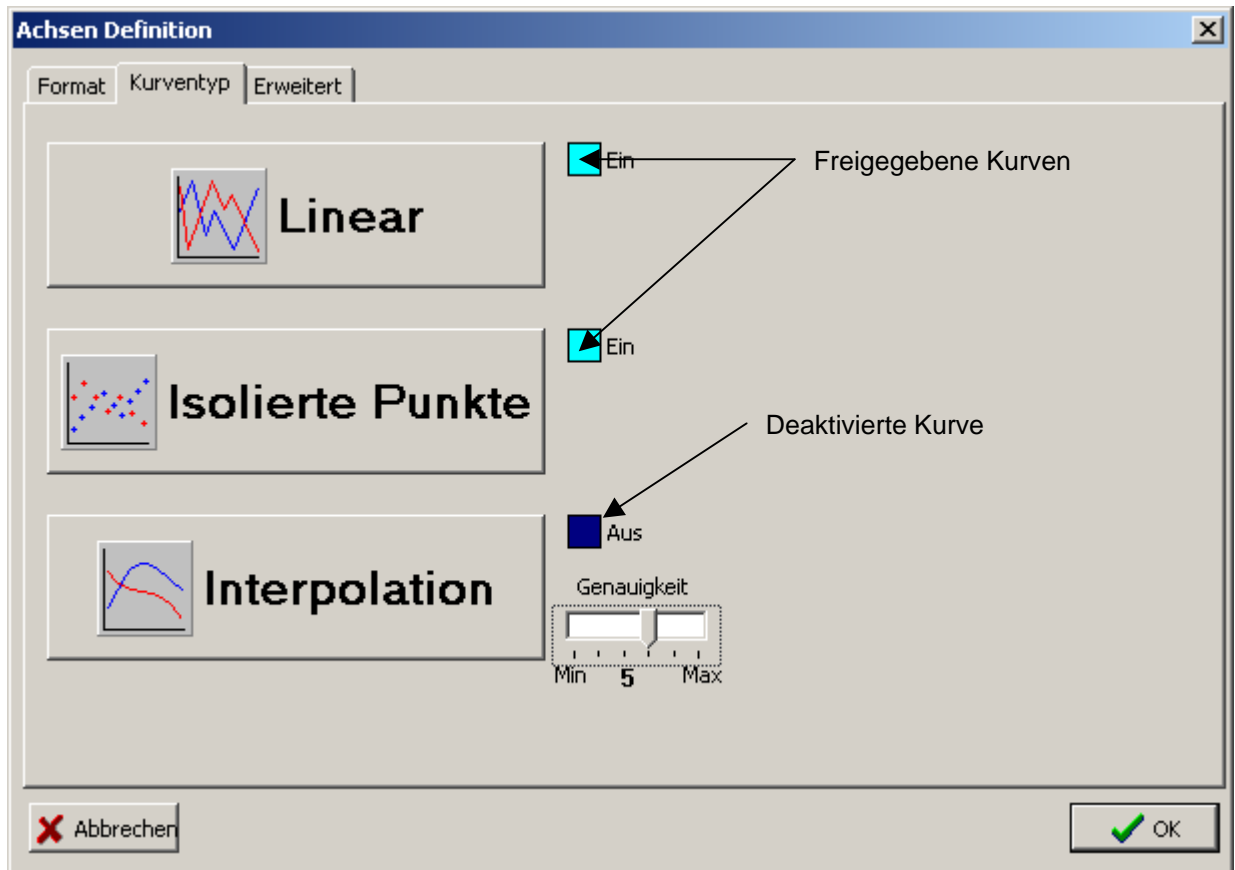 Achsen Definition
Format Kurventyp Erweitert
Linear
Ein
Freigegebene Kurven
Isolierte Punkte
Ein
Deaktivierte Kurve
Interpolation
Aus
Genauigkeit
Min 5 Max
Abbrechen
OK